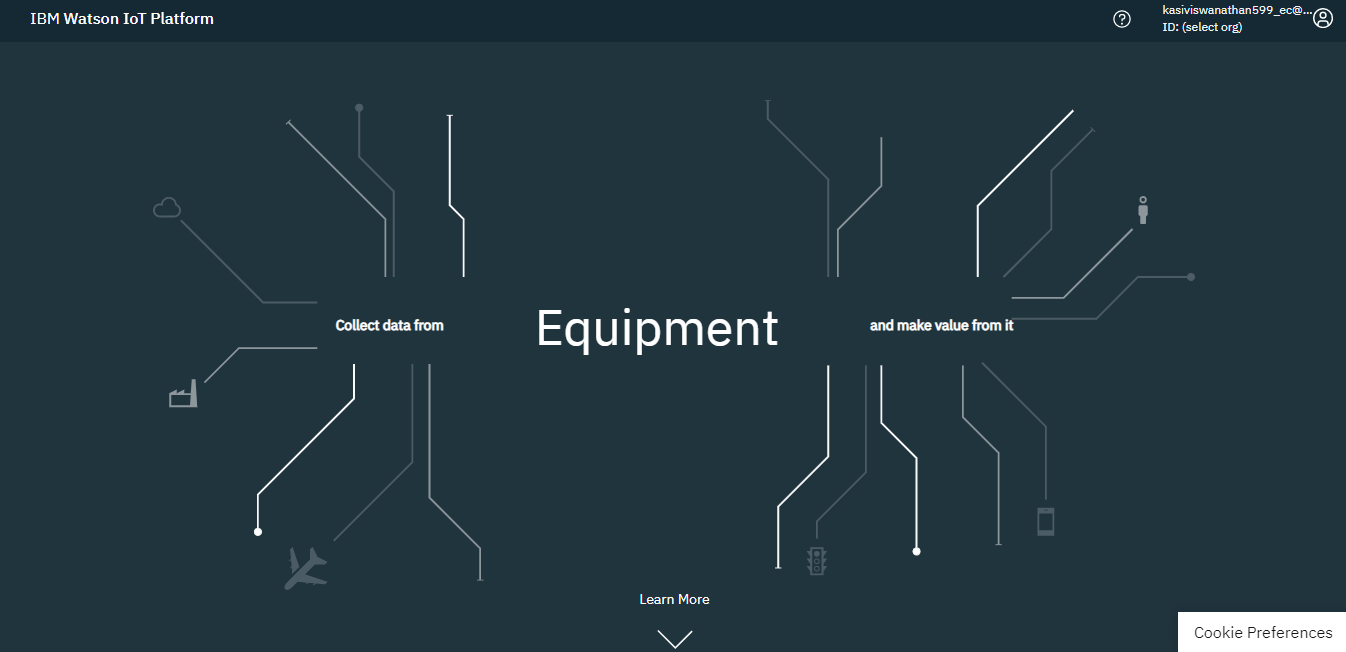 IBM Watson IoT Platform
kasiviswanathan599_ec@...
ID: (select org)
Collect data from
Equipment
and make value from it
Learn More
Cookie Preferences